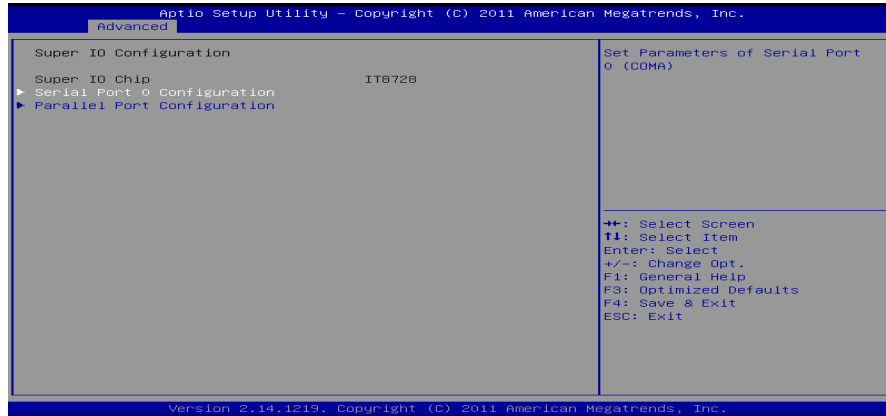 Aptio Setup Utility – Copyright (C) 2011 American Megatrends, Inc.
Advanced
Super IO Configuration
Super IO Chip IT8728
▶ Serial Port 0 Configuration
▶ Parallel Port Configuration
Set Parameters of Serial Port
0 (COMA)
→←: Select Screen
↑↓: Select Item
Enter: Select
+/-: Change Opt.
F1: General Help
F3: Optimized Defaults
F4: Save & Exit
ESC: Exit
Version 2.14.1219. Copyright (C) 2011 American Megatrends, Inc.